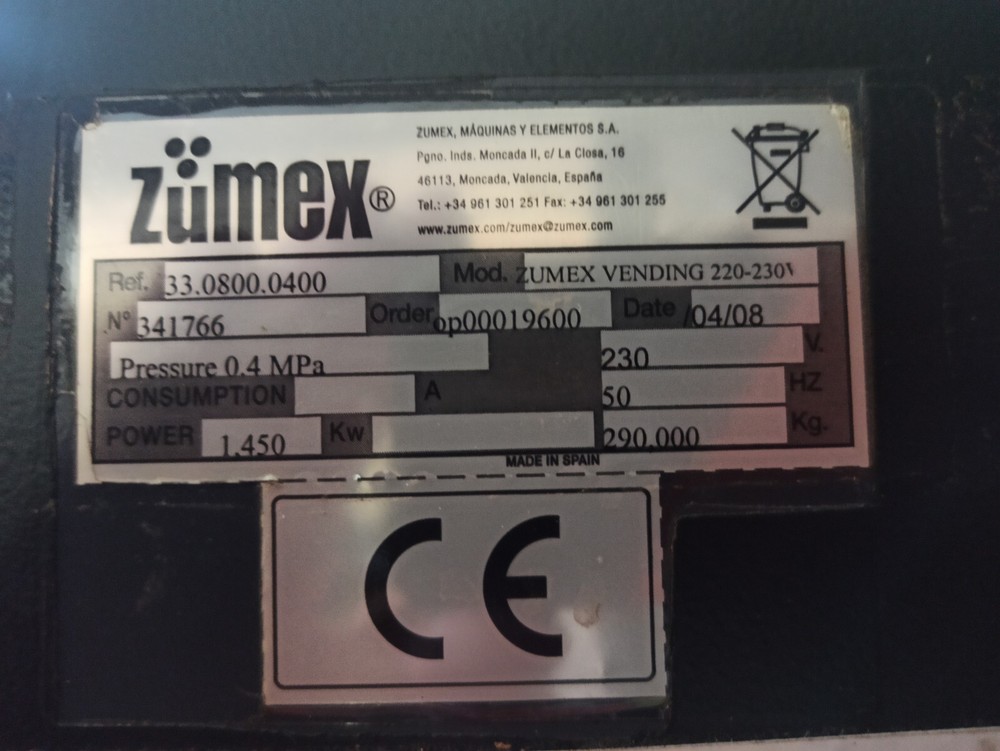 zümex®
ZUMEX, MÁQUINAS Y ELEMENTOS S.A.
Pgno. Inds. Moncada II, c/ La Closa, 16
46113, Moncada, Valencia, España
Tel.: +34 961 301 251 Fax: +34 961 301 255
www.zumex.com/zumex@zumex.com
Ref. 33.0800.0400 Mod. ZUMEX VENDING 220-230V
Nº 341766 Order op00019600 Date /04/08
Pressure 0.4 MPa 230 V.
CONSUMPTION A 50 HZ
POWER 1,450 Kw 290,000 Kg.
MADE IN SPAIN
CE